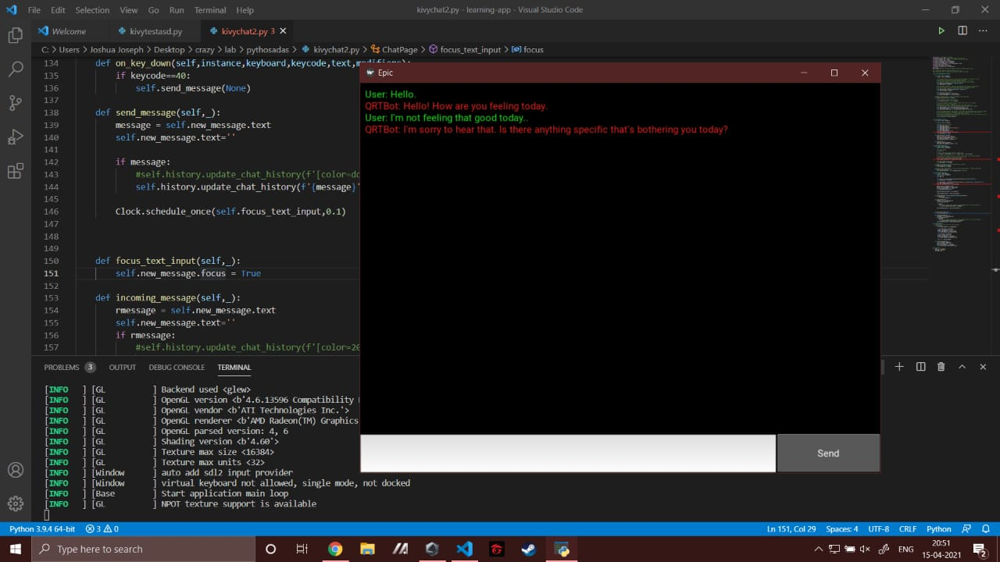 File Edit Selection View Go Run Terminal Help
kivychat2.py - learning-app - Visual Studio Code
Welcome
kivytestasd.py
kivychat2.py 3
C: > Users > Joshua Joseph > Desktop > crazy > lab > pythosadas > kivychat2.py > ChatPage > focus_text_input > focus
134 def on_key_down(self,instance,keyboard,keycode,text,modifiers):
135 if keycode==40:
136 self.send_message(None)
137
138 def send_message(self,_):
139 message = self.new_message.text
140 self.new_message.text=''
141
142 if message:
143 #self.history.update_chat_history(f'[color=dd
144 self.history.update_chat_history(f'{message}'
145
146 Clock.schedule_once(self.focus_text_input,0.1)
147
148
149
150 def focus_text_input(self,_):
151 self.new_message.focus = True
152
153 def incoming_message(self,_):
154 rmessage = self.new_message.text
155 self.new_message.text=''
156 if rmessage:
157 #self.history.update_chat_history(f'[color=20
Epic
User: Hello.
QRTBot: Hello! How are you feeling today.
User: I'm not feeling that good today..
QRTBot: I'm sorry to hear that. Is there anything specific that's bothering you today?
Send
PROBLEMS 3 OUTPUT DEBUG CONSOLE TERMINAL
[INFO ] [GL ] Backend used <glew>
[INFO ] [GL ] OpenGL version <b'4.6.13596 Compatibility
[INFO ] [GL ] OpenGL vendor <b'ATI Technologies Inc.'>
[INFO ] [GL ] OpenGL renderer <b'AMD Radeon(TM) Graphics
[INFO ] [GL ] OpenGL parsed version: 4, 6
[INFO ] [GL ] Shading version <b'4.60'>
[INFO ] [GL ] Texture max size <16384>
[INFO ] [GL ] Texture max units <32>
[INFO ] [Window ] auto add sdl2 input provider
[INFO ] [Window ] virtual keyboard not allowed, single mode, not docked
[INFO ] [Base ] Start application main loop
[INFO ] [GL ] NPOT texture support is available
Python 3.9.4 64-bit 3 0
Ln 151, Col 29 Spaces: 4 UTF-8 CRLF Python
Type here to search
ENG
20:51
15-04-2021
2